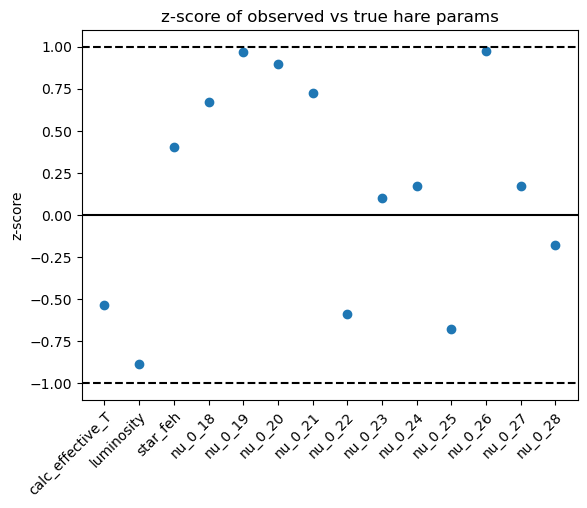 z-score of observed vs true hare params
z-score
1.00
0.75
0.50
0.25
0.00
−0.25
−0.50
−0.75
−1.00
calc_effective_T
luminosity
star_feh
nu_0_18
nu_0_19
nu_0_20
nu_0_21
nu_0_22
nu_0_23
nu_0_24
nu_0_25
nu_0_26
nu_0_27
nu_0_28